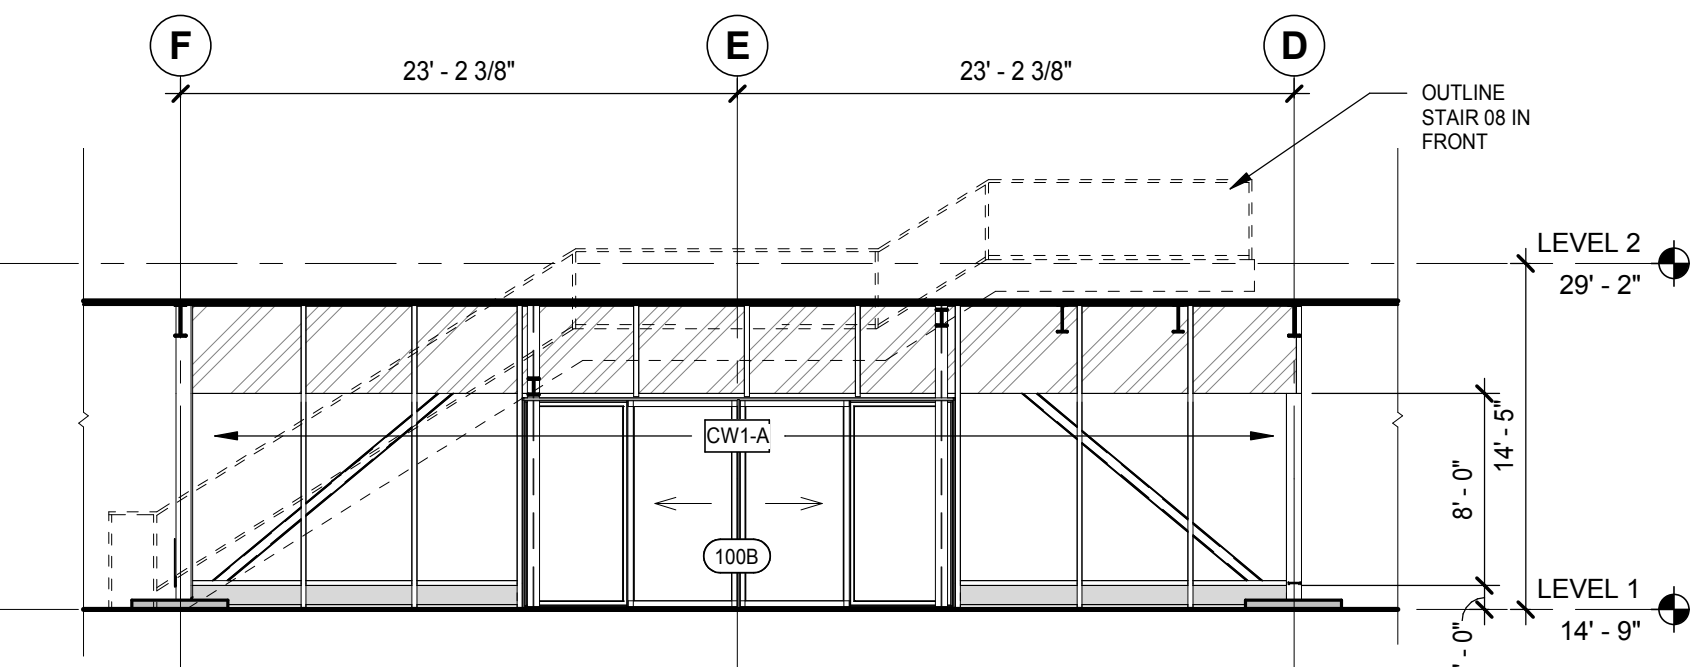 F
E
D
23' - 2 3/8"
23' - 2 3/8"
OUTLINE
STAIR 08 IN
FRONT
LEVEL 2
29' - 2"
CW1-A
14' - 5"
8' - 0"
100B
LEVEL 1
14' - 9"
' - 0"